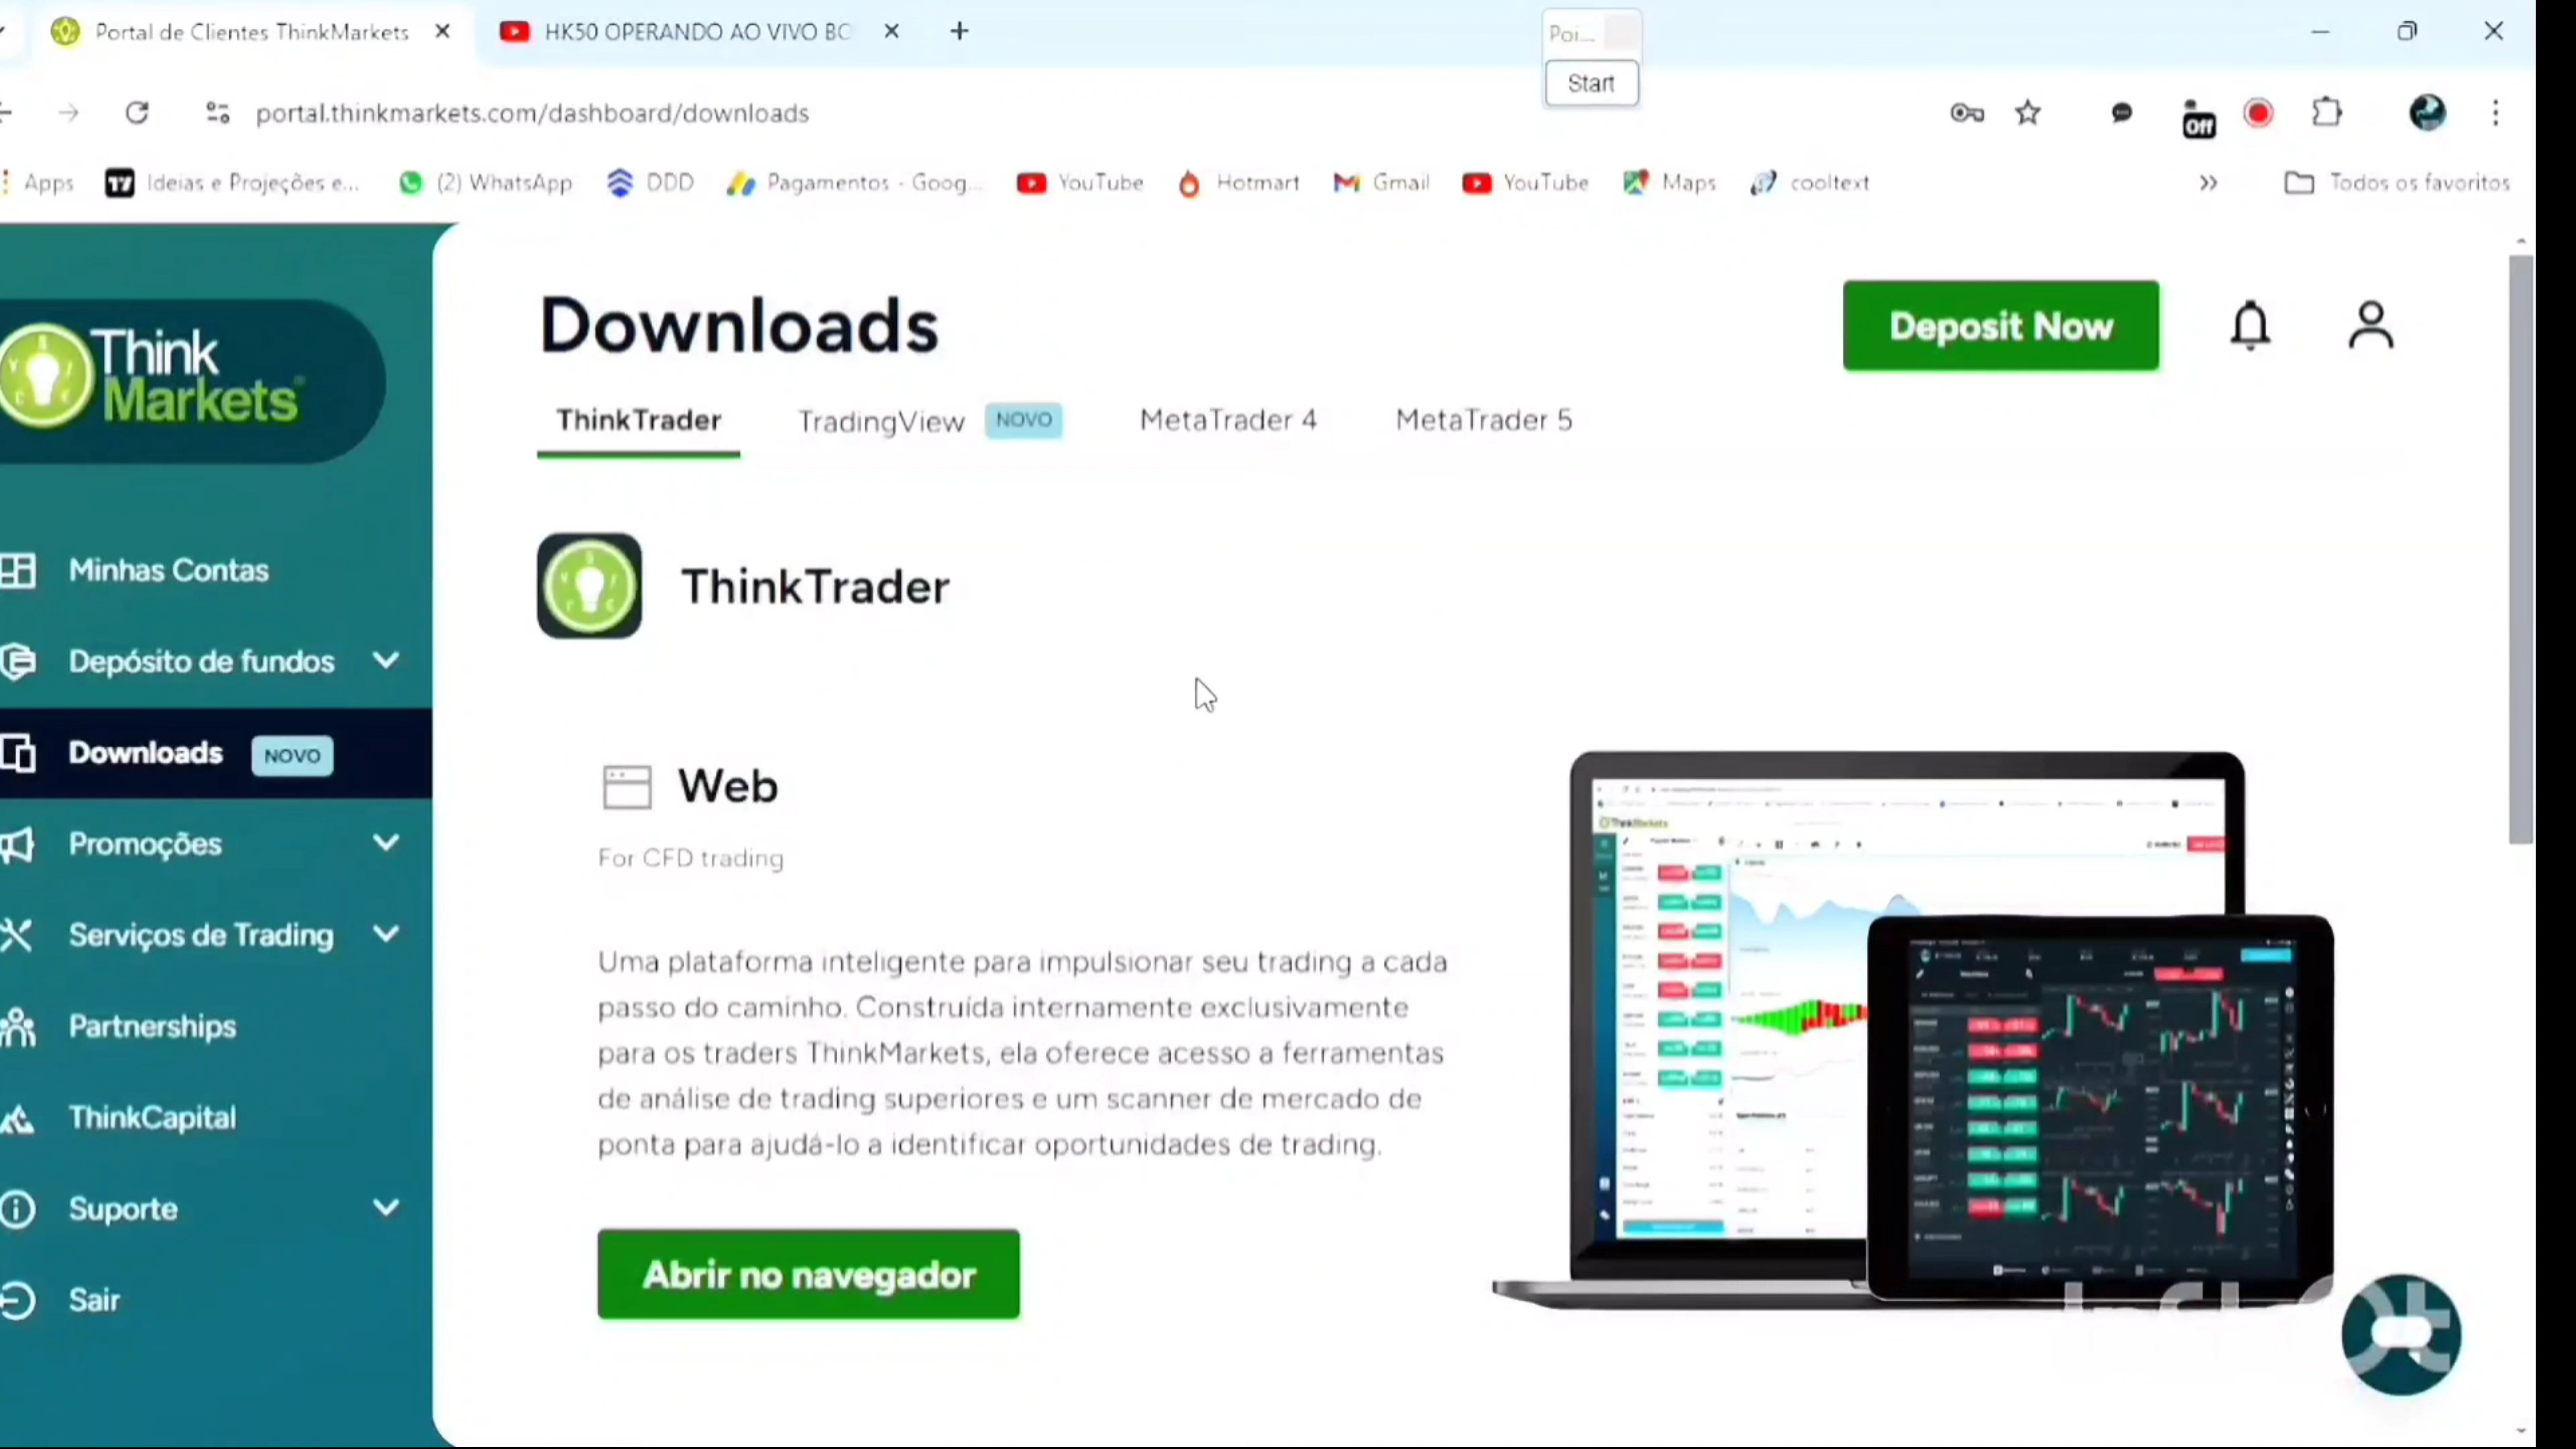 Portal de Clientes ThinkMarkets
HK50 OPERANDO AO VIVO BO
Poi...
Start
portal.thinkmarkets.com/dashboard/downloads
Off
Apps
Ideias e Projeções e...
(2) WhatsApp
DDD
Pagamentos - Goog...
YouTube
Hotmart
Gmail
YouTube
Maps
cooltext
Todos os favoritos
Think
Markets
Downloads
Deposit Now
ThinkTrader
TradingView
NOVO
MetaTrader 4
MetaTrader 5
Minhas Contas
Depósito de fundos
Downloads
NOVO
Promoções
Serviços de Trading
Partnerships
ThinkCapital
Suporte
Sair
ThinkTrader
Web
For CFD trading
Uma plataforma inteligente para impulsionar seu trading a cada
passo do caminho. Construída internamente exclusivamente
para os traders ThinkMarkets, ela oferece acesso a ferramentas
de análise de trading superiores e um scanner de mercado de
ponta para ajudá-lo a identificar oportunidades de trading.
Abrir no navegador
ThinkMarkets